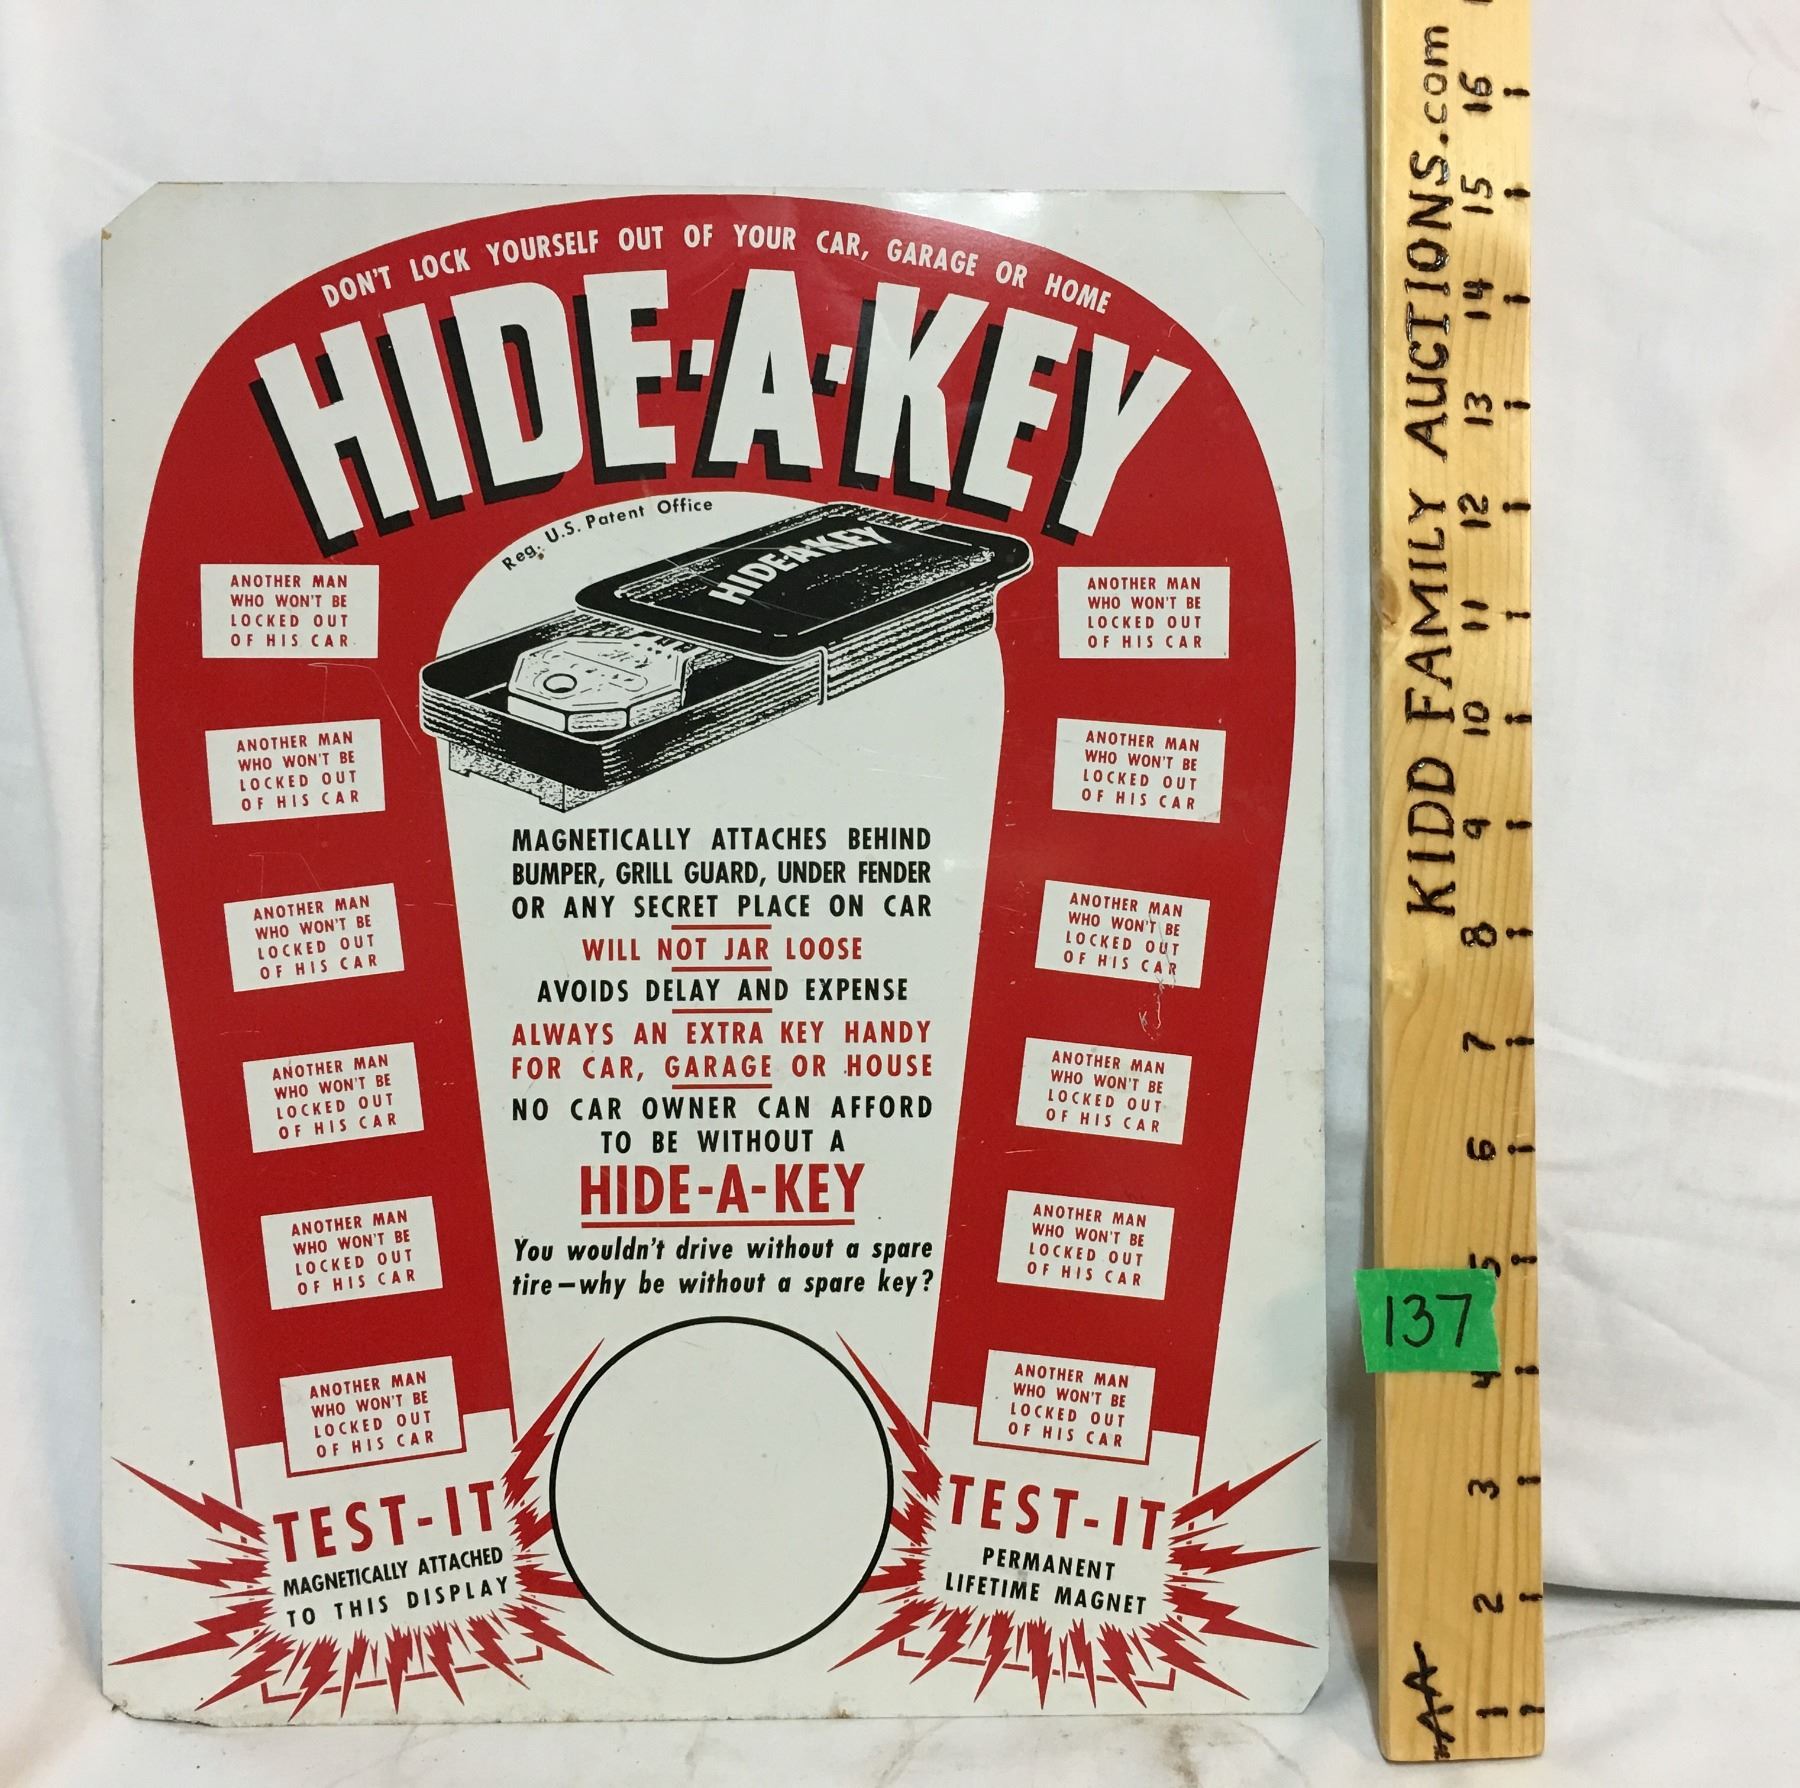 DON'T LOCK YOURSELF OUT OF YOUR CAR, GARAGE OR HOME
HIDE-A-KEY
Reg. U.S. Patent Office
HIDE-A-KEY
ANOTHER MAN
WHO WON'T BE
LOCKED OUT
OF HIS CAR
ANOTHER MAN
WHO WON'T BE
LOCKED OUT
OF HIS CAR
ANOTHER MAN
WHO WON'T BE
LOCKED OUT
OF HIS CAR
ANOTHER MAN
WHO WON'T BE
LOCKED OUT
OF HIS CAR
ANOTHER MAN
WHO WON'T BE
LOCKED OUT
OF HIS CAR
ANOTHER MAN
WHO WON'T BE
LOCKED OUT
OF HIS CAR
MAGNETICALLY ATTACHES BEHIND
BUMPER, GRILL GUARD, UNDER FENDER
OR ANY SECRET PLACE ON CAR
WILL NOT JAR LOOSE
AVOIDS DELAY AND EXPENSE
ALWAYS AN EXTRA KEY HANDY
FOR CAR, GARAGE OR HOUSE
NO CAR OWNER CAN AFFORD
TO BE WITHOUT A
HIDE-A-KEY
You wouldn't drive without a spare
tire—why be without a spare key?
ANOTHER MAN
WHO WON'T BE
LOCKED OUT
OF HIS CAR
ANOTHER MAN
WHO WON'T BE
LOCKED OUT
OF HIS CAR
ANOTHER MAN
WHO WON'T BE
LOCKED OUT
OF HIS CAR
ANOTHER MAN
WHO WON'T BE
LOCKED OUT
OF HIS CAR
ANOTHER MAN
WHO WON'T BE
LOCKED OUT
OF HIS CAR
ANOTHER MAN
WHO WON'T BE
LOCKED OUT
OF HIS CAR
TEST-IT
MAGNETICALLY ATTACHED
TO THIS DISPLAY
TEST-IT
PERMANENT
LIFETIME MAGNET
KIDD FAMILY AUCTIONS.com
16
15
14
13
12
11
10
9
8
7
6
5
137
4
3
2
1